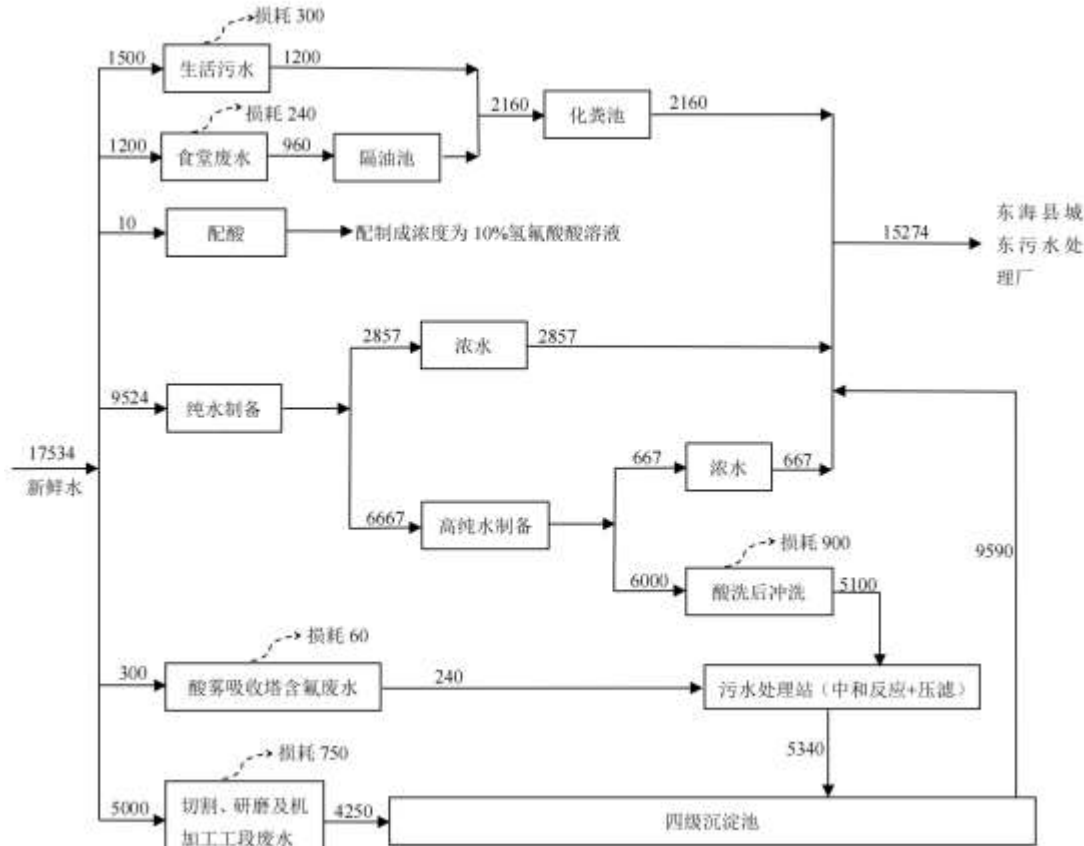 损耗 300
1500
生活污水
1200
2160
化粪池
2160
损耗 240
1200
食堂废水
960
隔油池
10
配酸
配制成浓度为 10%氢氟酸酸溶液
15274
东海县城
东污水处
理厂
2857
浓水
2857
9524
纯水制备
17534
新鲜水
667
浓水
667
6667
高纯水制备
9590
损耗 900
6000
酸洗后冲洗
5100
损耗 60
300
酸雾吸收塔含氟废水
240
污水处理站（中和反应+压滤）
5340
损耗 750
5000
切割、研磨及机
加工工段废水
4250
四级沉淀池